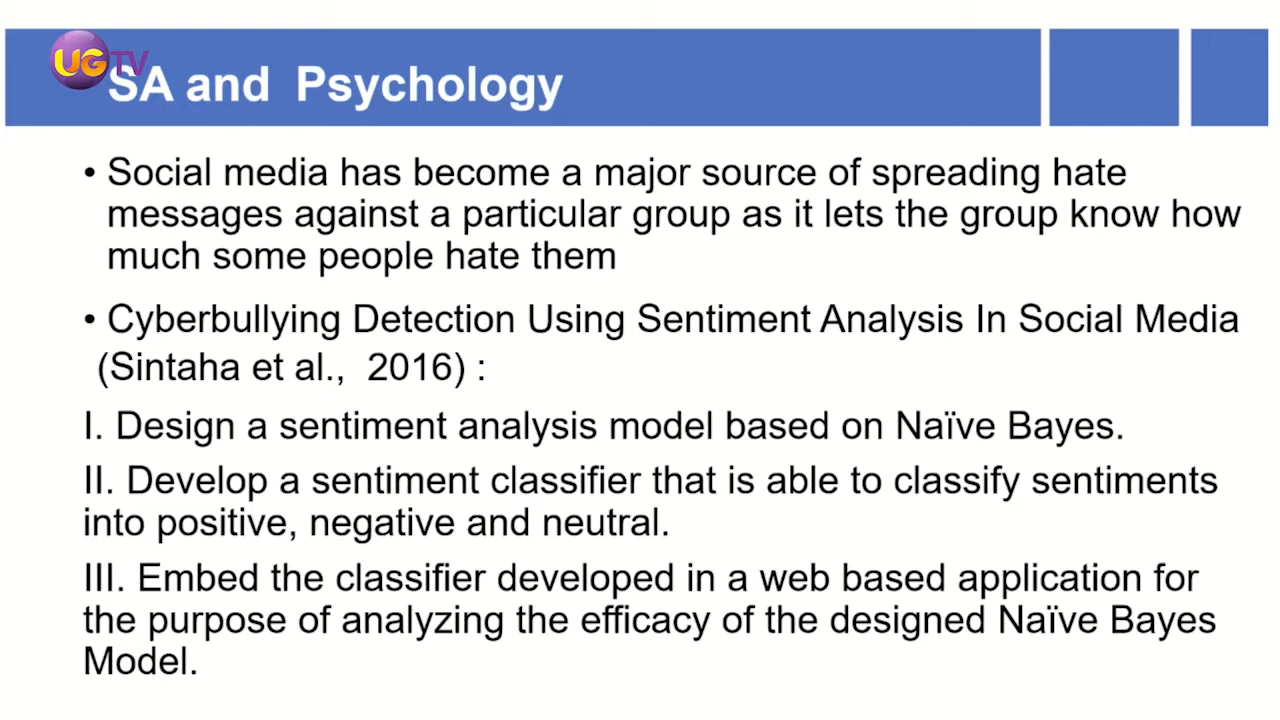 UGTV
SA and Psychology
• Social media has become a major source of spreading hate
messages against a particular group as it lets the group know how
much some people hate them
• Cyberbullying Detection Using Sentiment Analysis In Social Media
(Sintaha et al., 2016) :
I. Design a sentiment analysis model based on Naïve Bayes.
II. Develop a sentiment classifier that is able to classify sentiments
into positive, negative and neutral.
III. Embed the classifier developed in a web based application for
the purpose of analyzing the efficacy of the designed Naïve Bayes
Model.